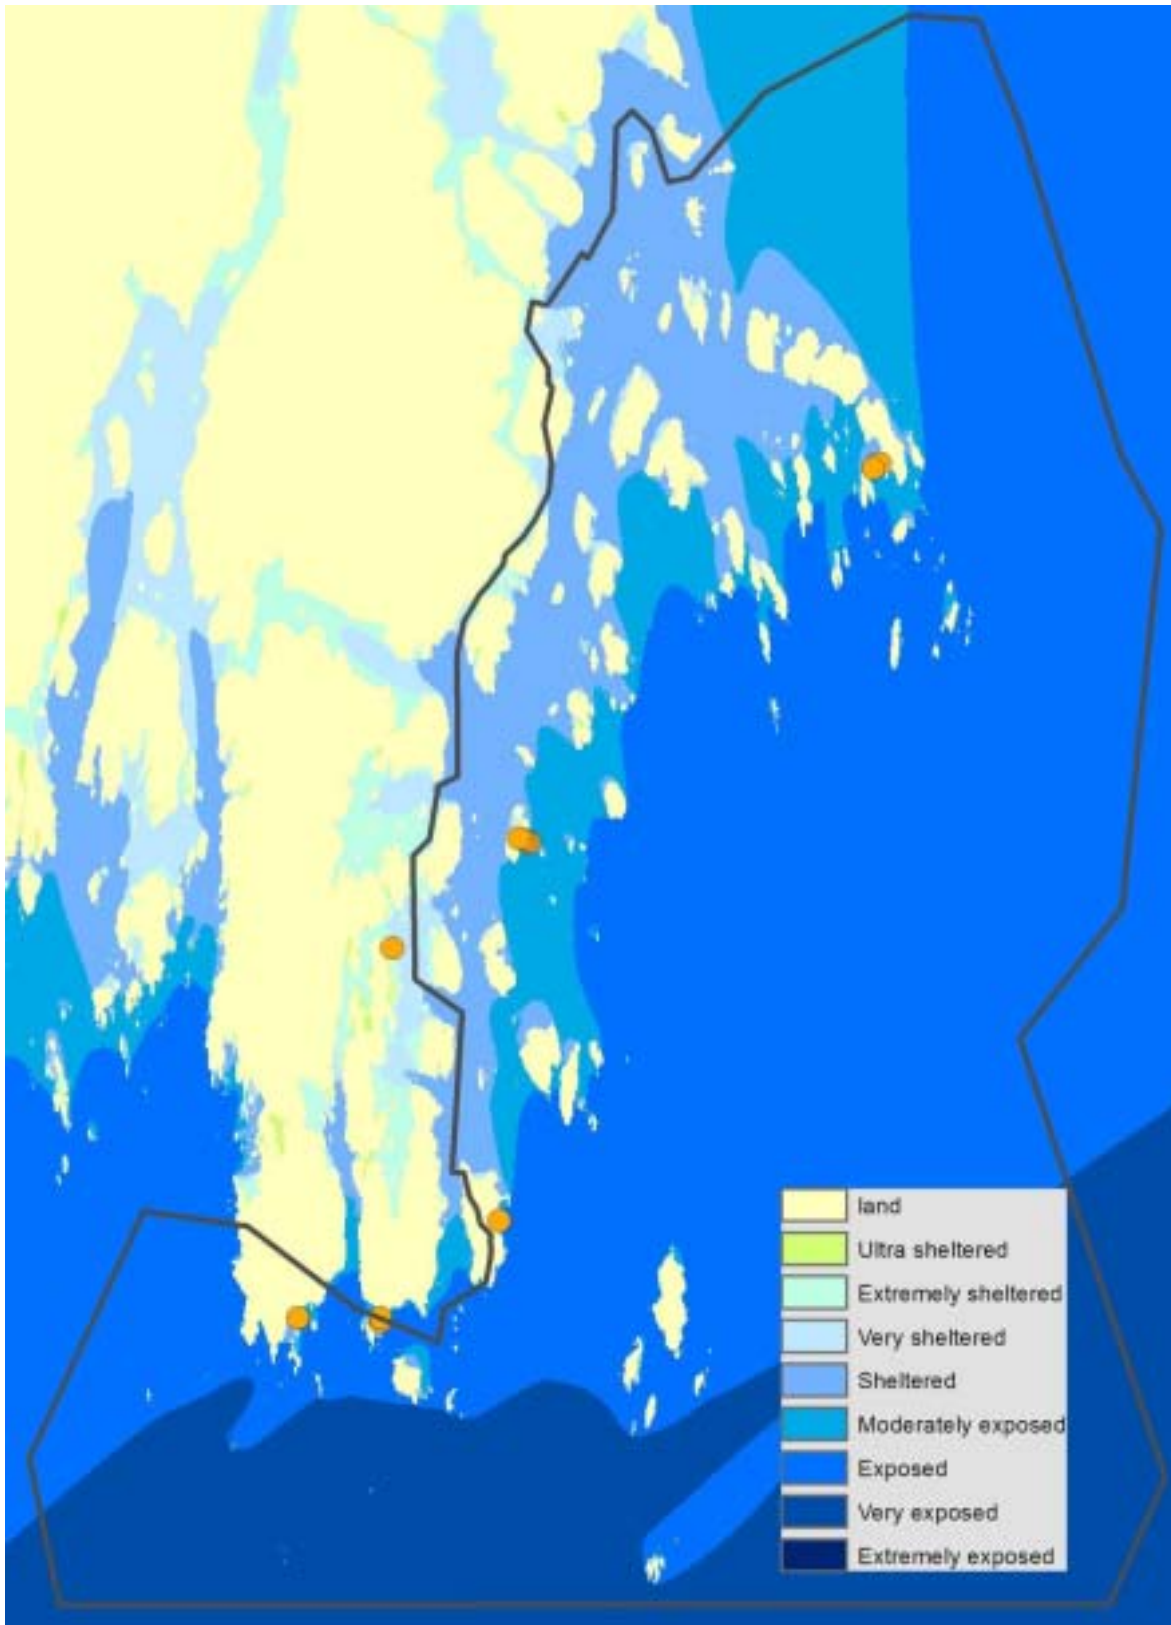 land
Ultra sheltered
Extremely sheltered
Very sheltered
Sheltered
Moderately exposed
Exposed
Very exposed
Extremely exposed